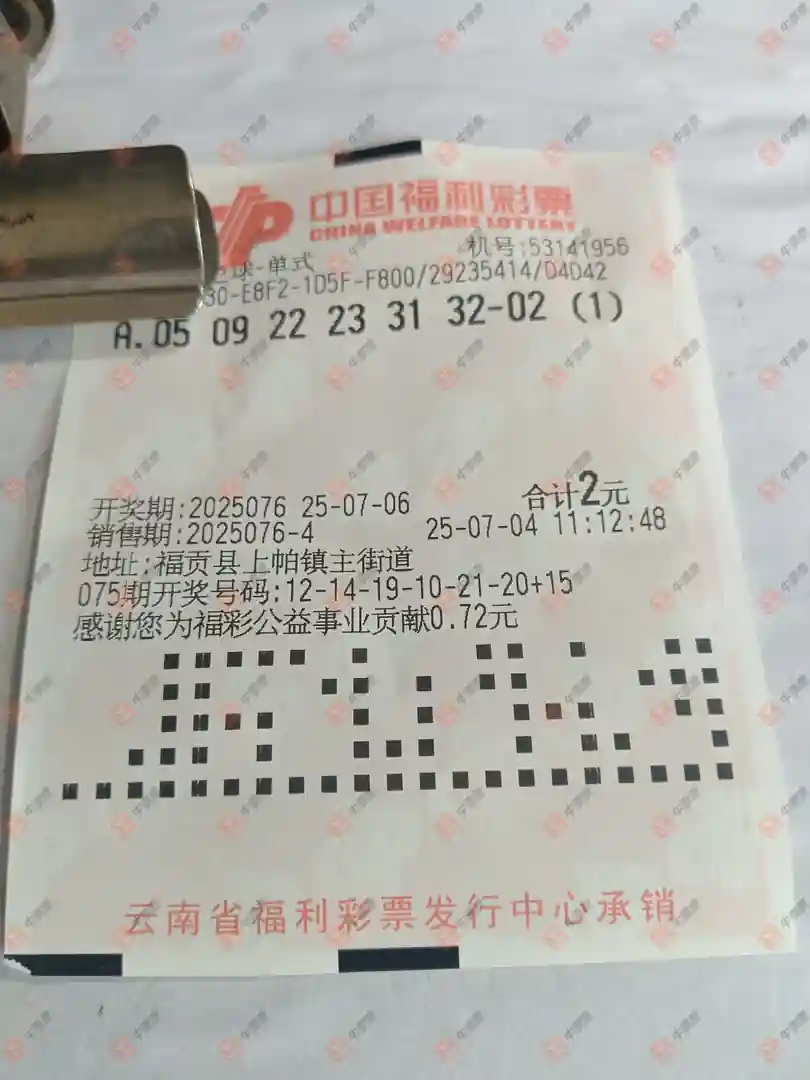 中国福利彩票
CHINA WELFARE LOTTERY
机号:53141956
球-单式
30-E8F2-1D5F-F800/29235414/D4D42
A.05 09 22 23 31 32-02 (1)
开奖期:2025076 25-07-06 合计2元
销售期:2025076-4 25-07-04 11:12:48
地址:福贡县上帕镇主街道
075期开奖号码:12-14-19-10-21-20+15
感谢您为福彩公益事业贡献0.72元
云南省福利彩票发行中心承销